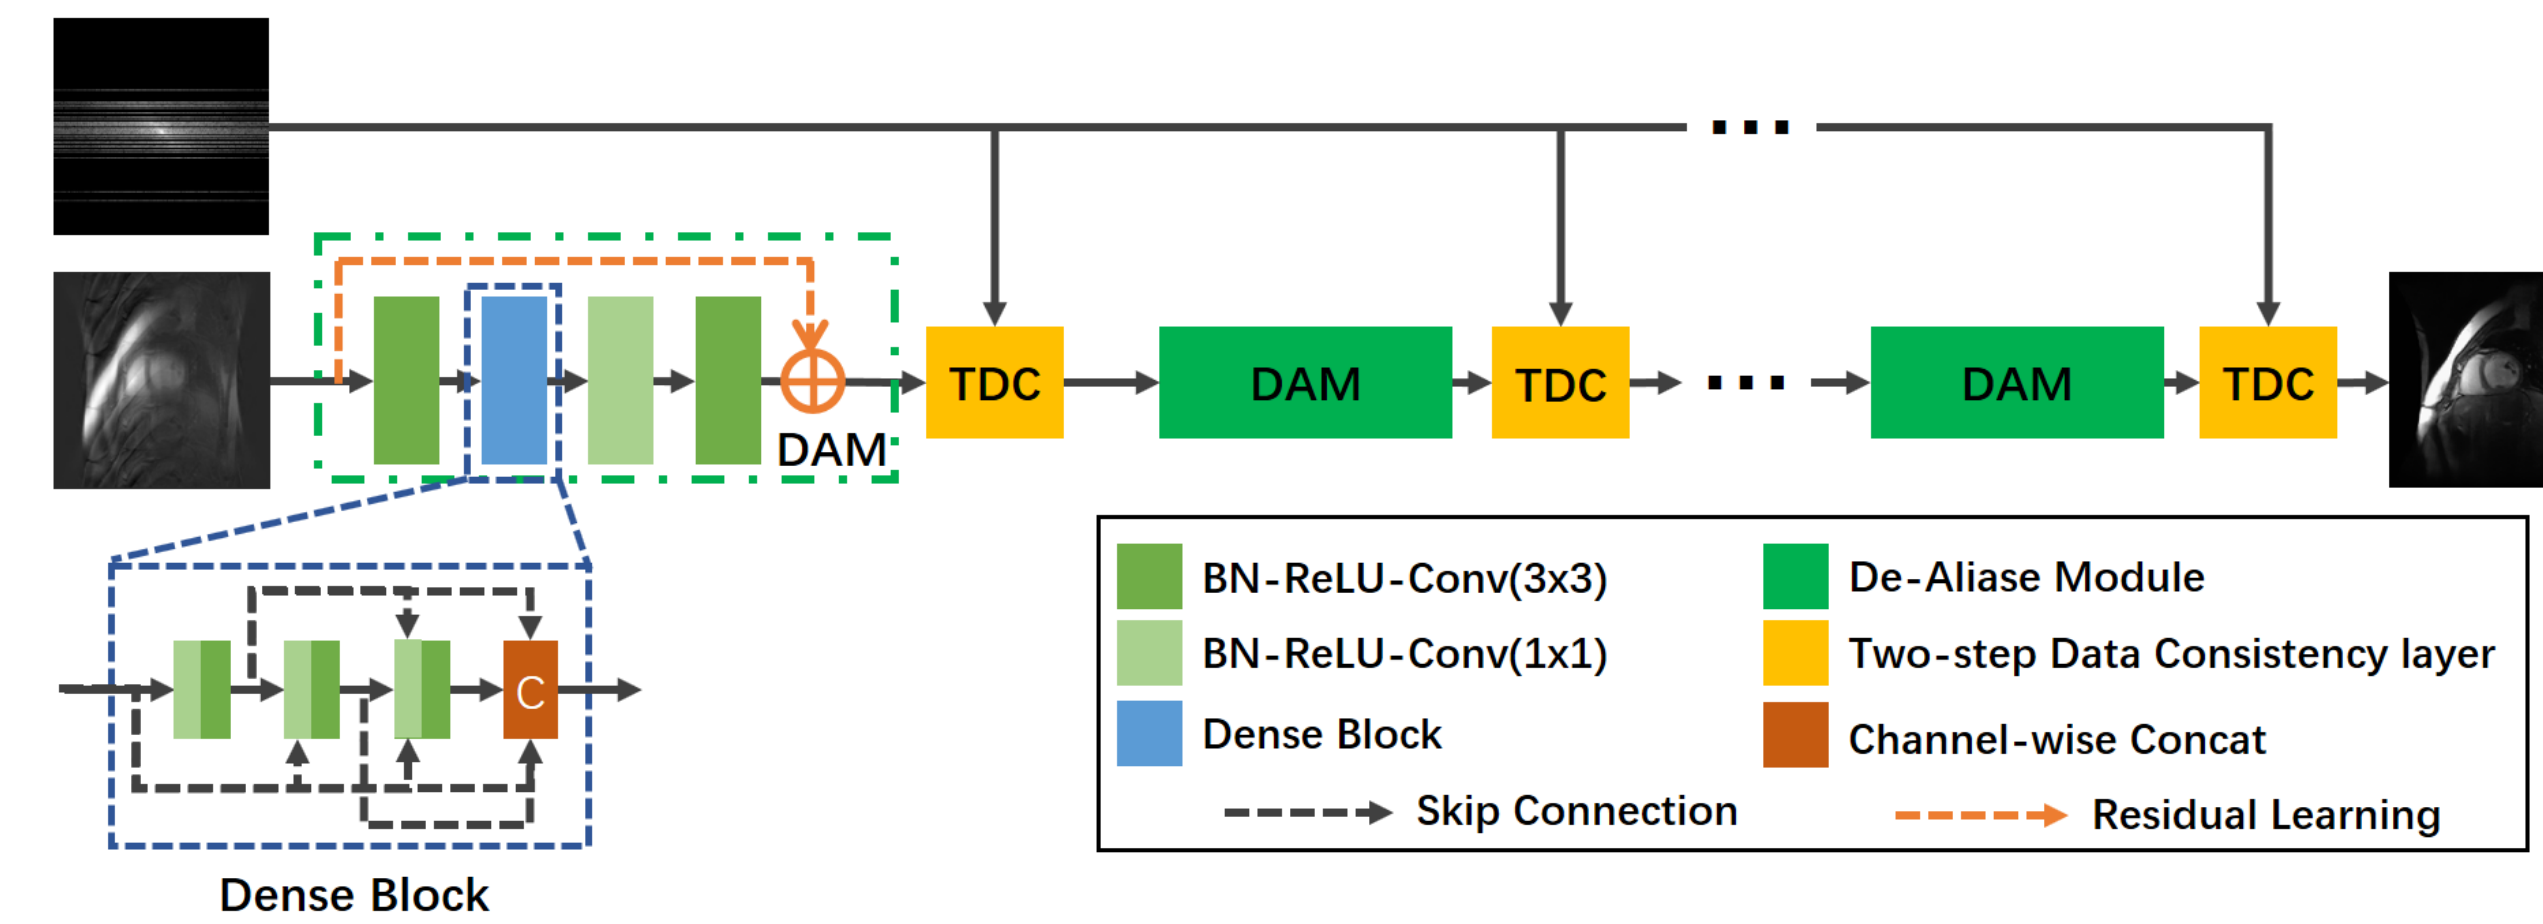 ...
DAM
TDC
DAM
TDC
...
DAM
TDC
C
Dense Block
BN-ReLU-Conv(3x3)
BN-ReLU-Conv(1x1)
Dense Block
Skip Connection
De-Aliase Module
Two-step Data Consistency layer
Channel-wise Concat
Residual Learning